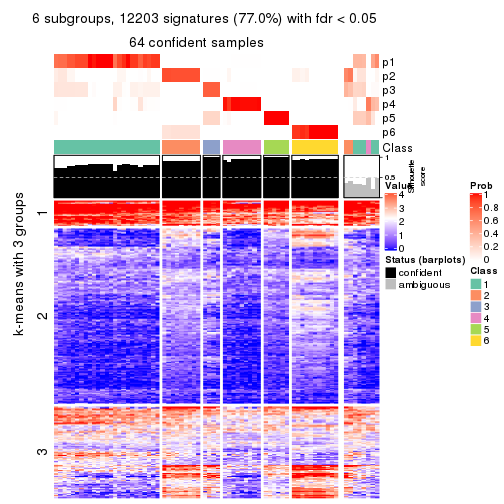 6 subgroups, 12203 signatures (77.0%) with fdr < 0.05
64 confident samples
p1
p2
p3
p4
p5
p6
Class
1
0.5
0
Silhouette
score
k-means with 3 groups
1
2
3
Value
4
3
2
1
0
Status (barplots)
confident
ambiguous
Prob
1
0.8
0.6
0.4
0.2
0
Class
1
2
3
4
5
6